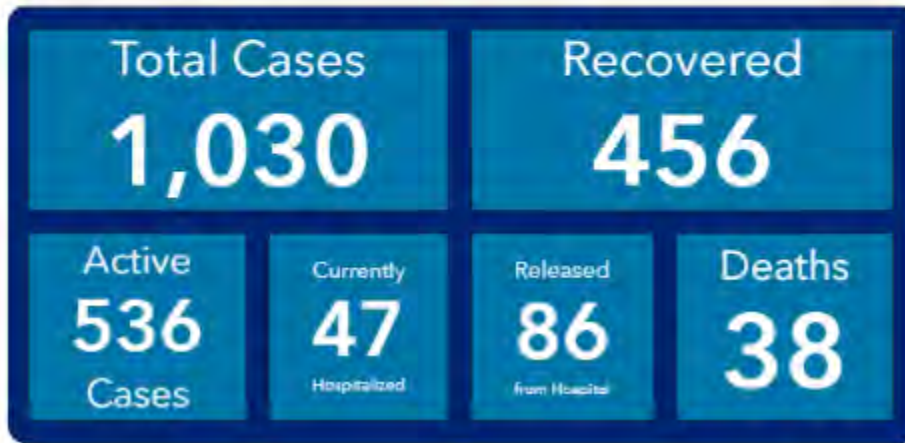 Total Cases
1,030
Recovered
456
Active
536
Cases
Currently
47
Hospitalized
Released
86
from Hospital
Deaths
38